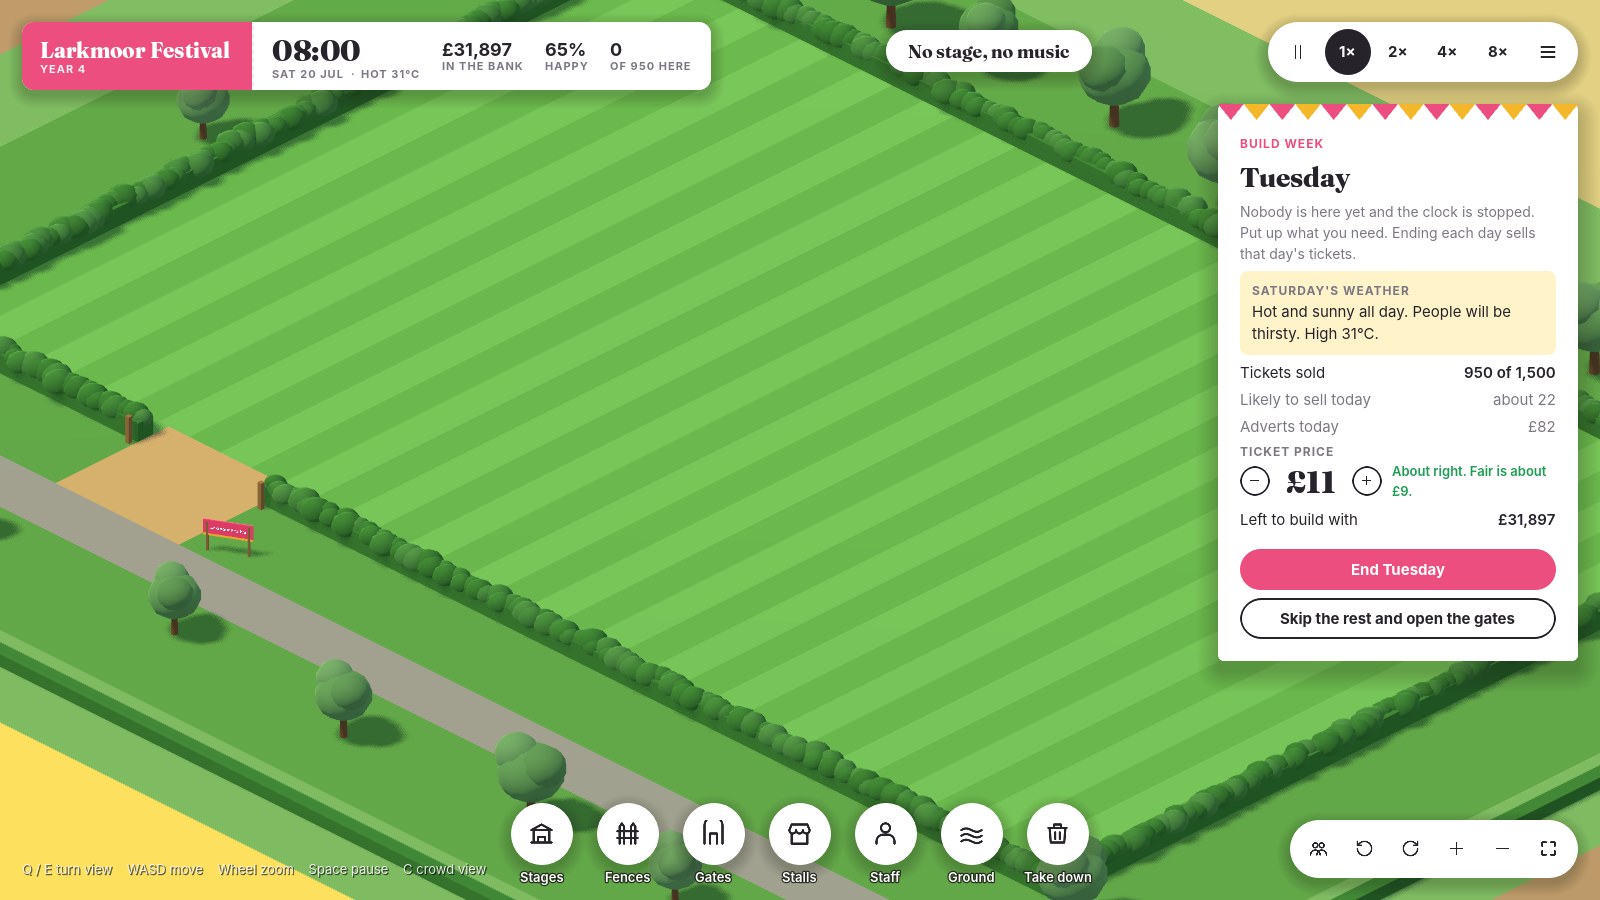 Larkmoor Festival
YEAR 4
08:00
SAT 20 JUL · HOT 31°C
£31,897
IN THE BANK
65%
HAPPY
0
OF 950 HERE
No stage, no music
1×
2×
4×
8×
BUILD WEEK
Tuesday
Nobody is here yet and the clock is stopped.
Put up what you need. Ending each day sells
that day's tickets.
SATURDAY'S WEATHER
Hot and sunny all day. People will be
thirsty. High 31°C.
Tickets sold 950 of 1,500
Likely to sell today about 22
Adverts today £82
TICKET PRICE
£11
About right. Fair is about
£9.
Left to build with £31,897
End Tuesday
Skip the rest and open the gates
Q / E turn view WASD move Wheel zoom Space pause C crowd view
Stages
Fences
Gates
Stalls
Staff
Ground
Take down